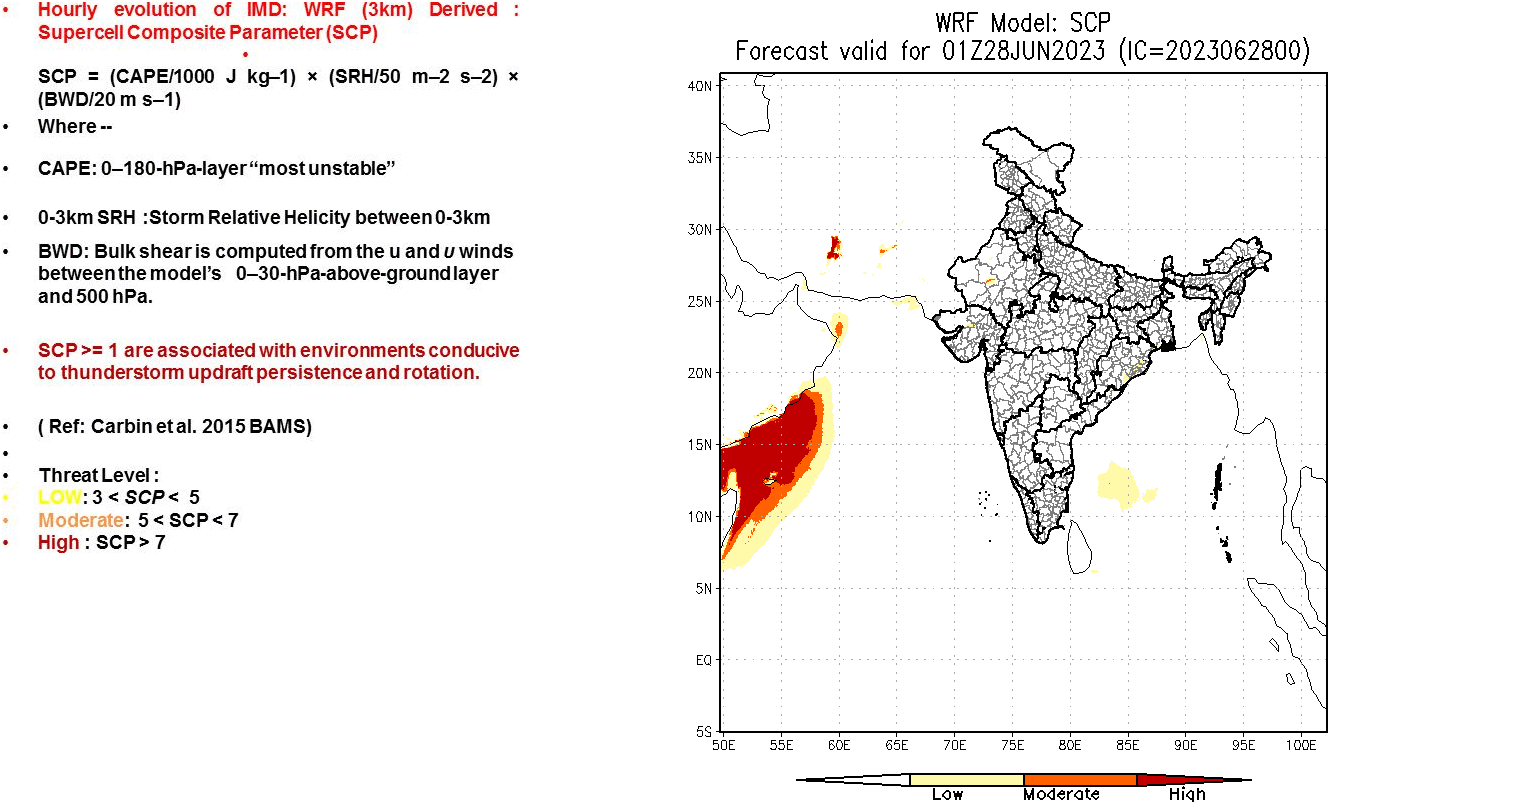 • Hourly evolution of IMD: WRF (3km) Derived :
Supercell Composite Parameter (SCP)
•
SCP = (CAPE/1000 J kg–1) × (SRH/50 m–2 s–2) ×
(BWD/20 m s–1)
• Where --
• CAPE: 0–180-hPa-layer “most unstable”
• 0-3km SRH :Storm Relative Helicity between 0-3km
• BWD: Bulk shear is computed from the u and υ winds
between the model’s 0–30-hPa-above-ground layer
and 500 hPa.
• SCP >= 1 are associated with environments conducive
to thunderstorm updraft persistence and rotation.
• ( Ref: Carbin et al. 2015 BAMS)
•
• Threat Level :
• LOW: 3 < SCP < 5
• Moderate: 5 < SCP < 7
• High : SCP > 7
WRF Model: SCP
Forecast valid for 01Z28JUN2023 (IC=2023062800)
40N
35N
30N
25N
20N
15N
10N
5N
EQ
5S
50E 55E 60E 65E 70E 75E 80E 85E 90E 95E 100E
Low Moderate High